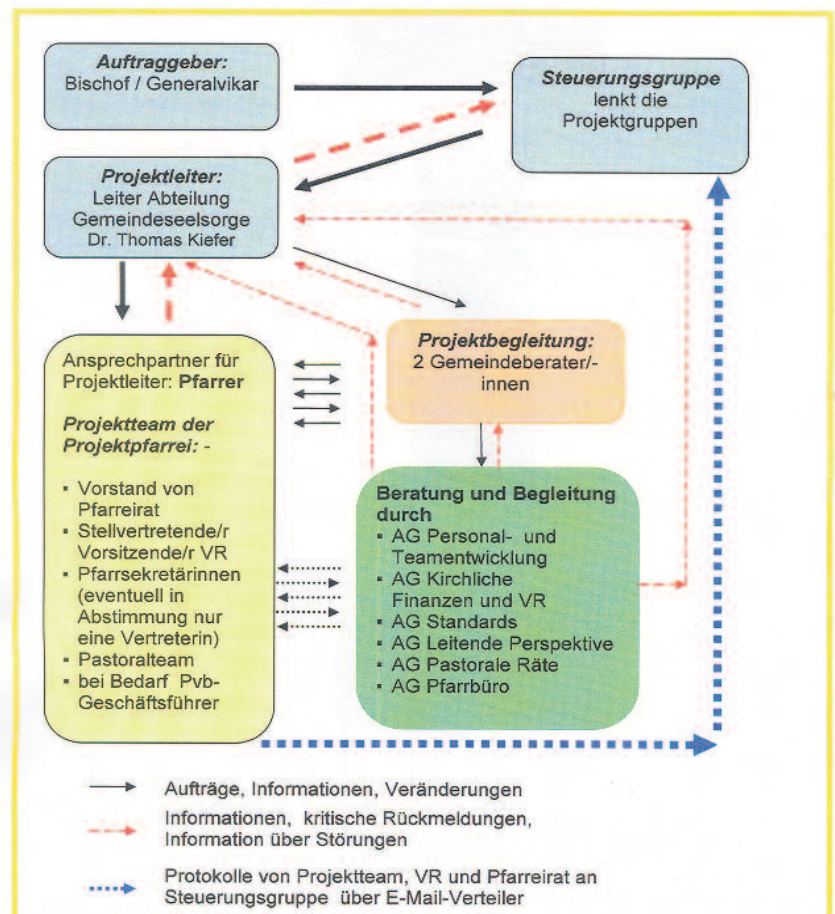 Auftraggeber:
Bischof / Generalvikar
Steuerungsgruppe
lenkt die
Projektgruppen
Projektleiter:
Leiter Abteilung
Gemeindeseelsorge
Dr. Thomas Kiefer
Projektbegleitung:
2 Gemeindeberater/-
innen
Ansprechpartner für
Projektleiter: Pfarrer
Projektteam der
Projektpfarrei: -
▪ Vorstand von
Pfarreirat
▪ Stellvertretende/r
Vorsitzende/r VR
▪ Pfarrsekretärinnen
(eventuell in
Abstimmung nur
eine Vertreterin)
▪ Pastoralteam
▪ bei Bedarf Pvb-
Geschäftsführer
Beratung und Begleitung
durch
▪ AG Personal- und
Teamentwicklung
▪ AG Kirchliche
Finanzen und VR
▪ AG Standards
▪ AG Leitende Perspektive
▪ AG Pastorale Räte
▪ AG Pfarrbüro
Aufträge, Informationen, Veränderungen
Informationen, kritische Rückmeldungen,
Information über Störungen
Protokolle von Projektteam, VR und Pfarreirat an
Steuerungsgruppe über E-Mail-Verteiler